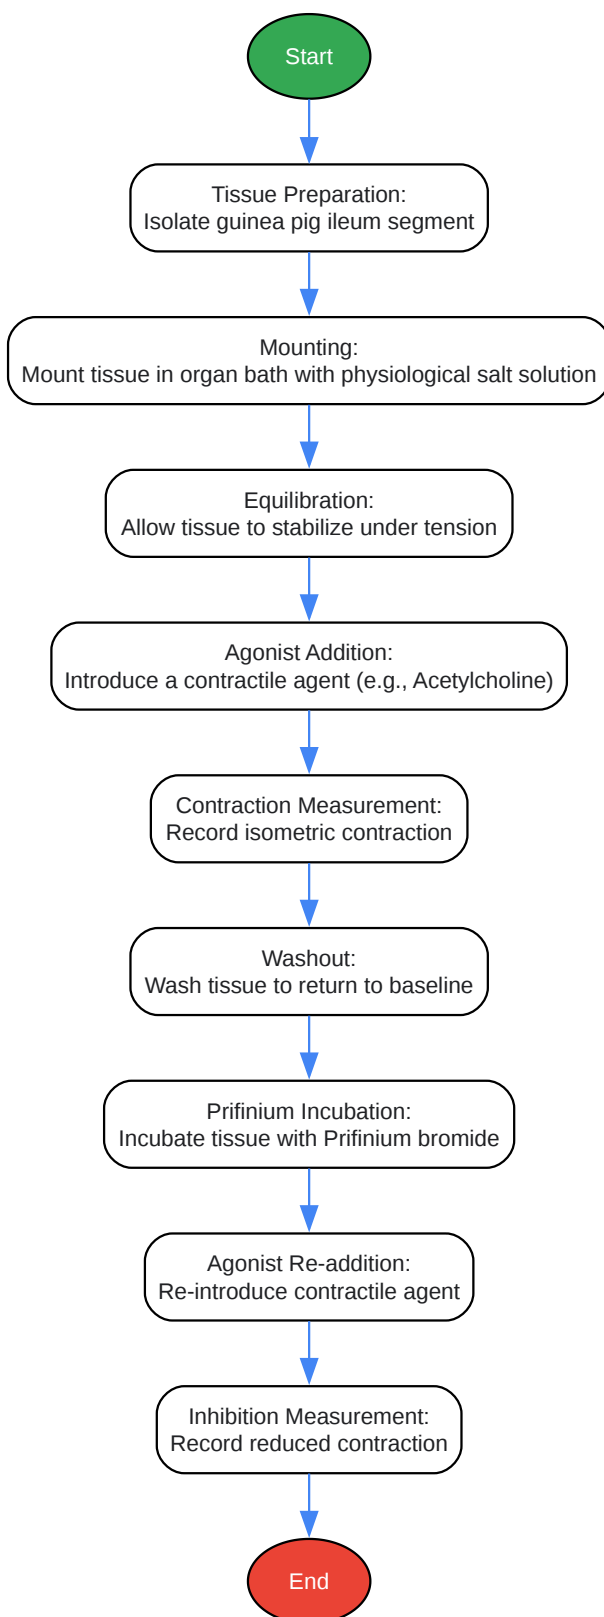 Start
Tissue Preparation:
Isolate guinea pig ileum segment
Mounting:
Mount tissue in organ bath with physiological salt solution
Equilibration:
Allow tissue to stabilize under tension
Agonist Addition:
Introduce a contractile agent (e.g., Acetylcholine)
Contraction Measurement:
Record isometric contraction
Washout:
Wash tissue to return to baseline
Prifinium Incubation:
Incubate tissue with Prifinium bromide
Agonist Re-addition:
Re-introduce contractile agent
Inhibition Measurement:
Record reduced contraction
End